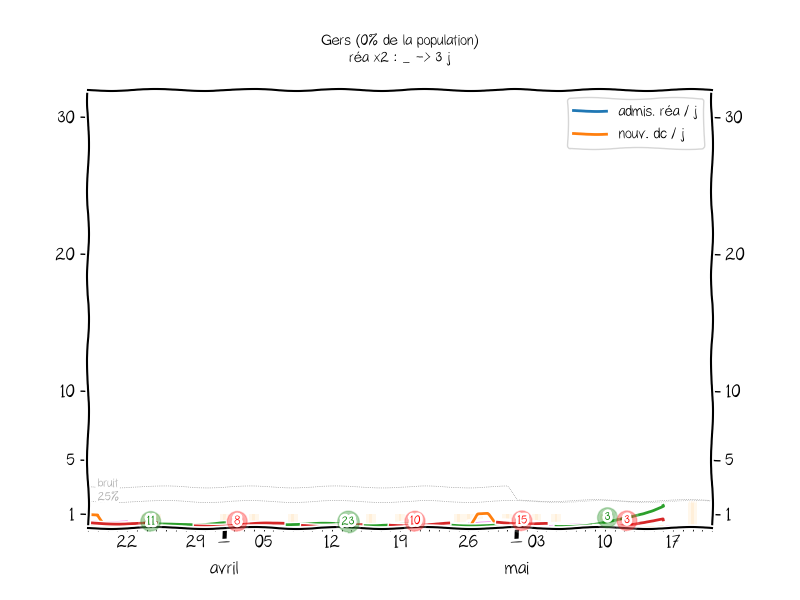 Gers (0% de la population)
réa x2 : _ -> 3 j
admis. réa / j
nouv. dc / j
30 30
20 20
10 10
5 5
bruit
25%
1 1
11 8 23 10 15 3 3
22 29 05 12 19 26 03 10 17
avril mai